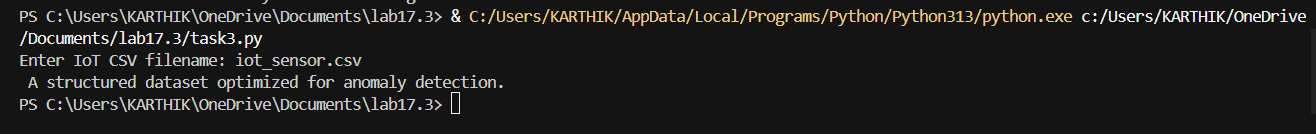 PS C:\Users\KARTHIK\OneDrive\Documents\lab17.3> & C:/Users/KARTHIK/AppData/Local/Programs/Python/Python313/python.exe c:/Users/KARTHIK/OneDrive
/Documents/lab17.3/task3.py
Enter IoT CSV filename: iot_sensor.csv
A structured dataset optimized for anomaly detection.
PS C:\Users\KARTHIK\OneDrive\Documents\lab17.3>